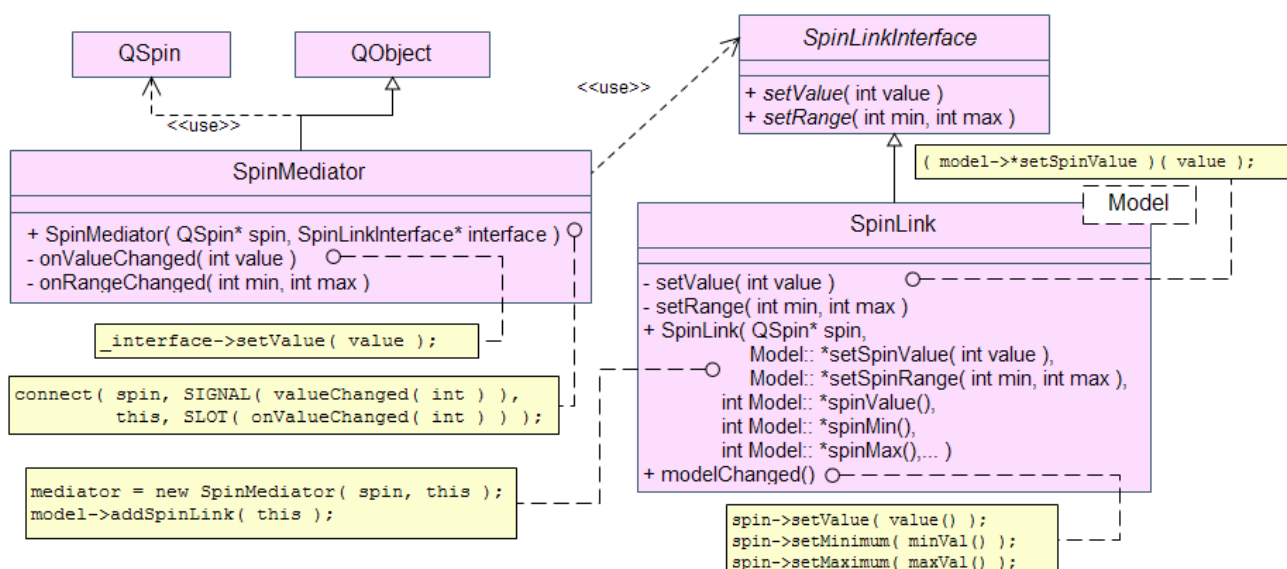 QSpin
QObject
<<use>>
SpinMediator
+ SpinMediator( QSpin* spin, SpinLinkInterface* interface )
- onValueChanged( int value )
- onRangeChanged( int min, int max )
_interface->setValue( value );
connect( spin, SIGNAL( valueChanged( int ) ),
this, SLOT( onValueChanged( int ) ) );
mediator = new SpinMediator( spin, this );
model->addSpinLink( this );
<<use>>
SpinLinkInterface
+ setValue( int value )
+ setRange( int min, int max )
( model->*setSpinValue )( value );
Model
SpinLink
- setValue( int value )
- setRange( int min, int max )
+ SpinLink( QSpin* spin,
Model:: *setSpinValue( int value ),
Model:: *setSpinRange( int min, int max ),
int Model:: *spinValue(),
int Model:: *spinMin(),
int Model:: *spinMax(),... )
+ modelChanged()
spin->setValue( value() );
spin->setMinimum( minVal() );
spin->setMaximum( maxVal() );